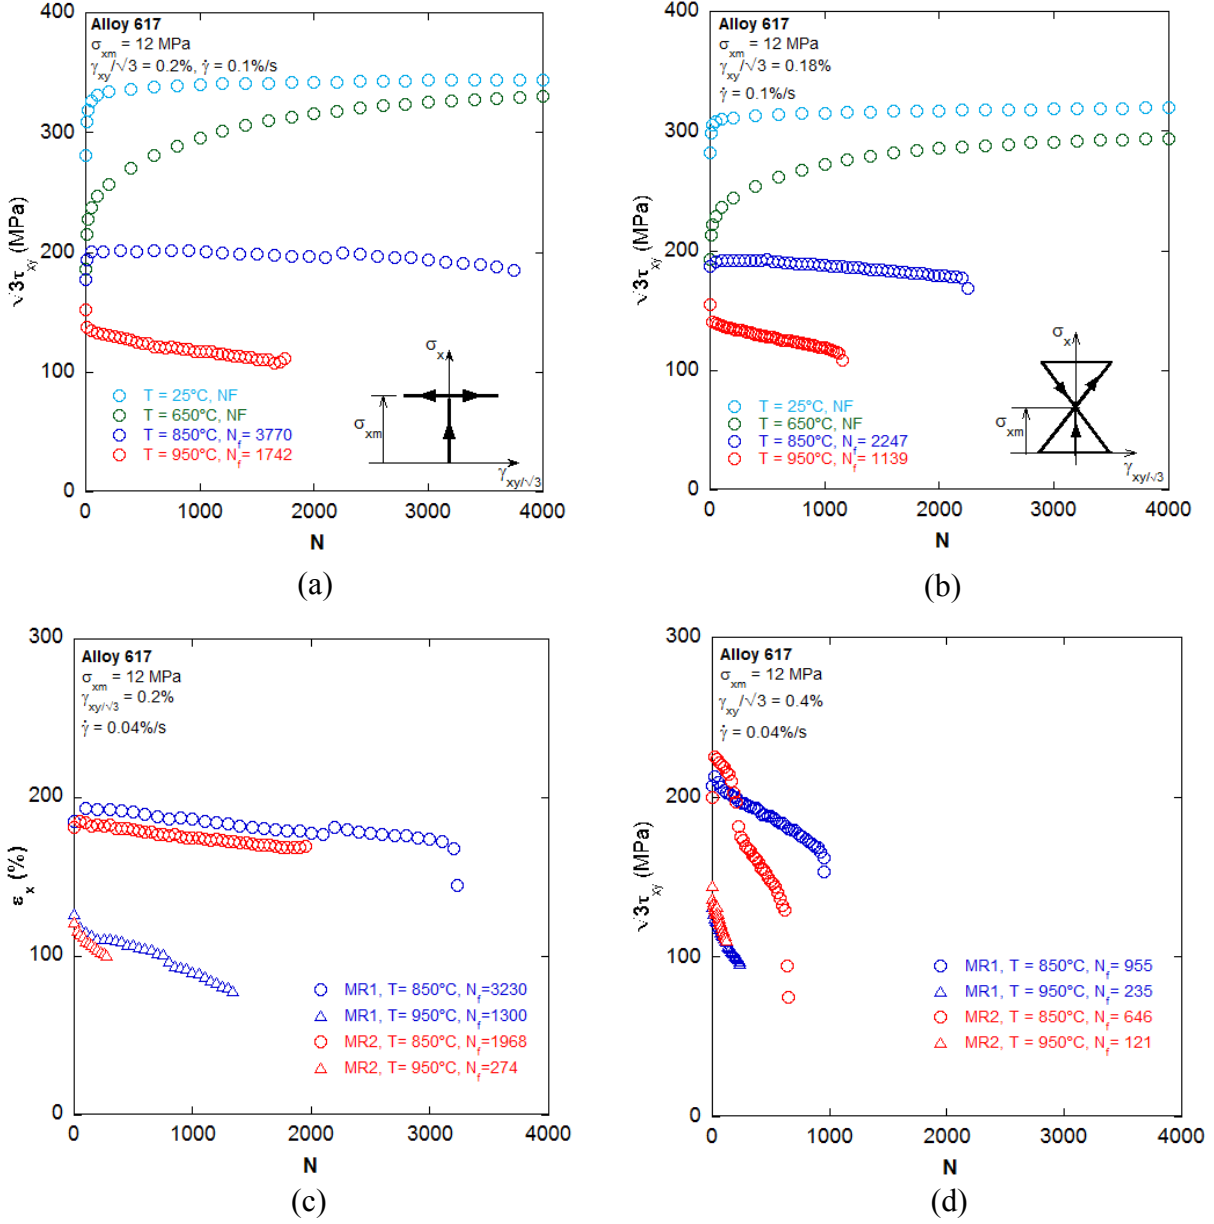 400
300
200
100
0
√3τxy (MPa)
Alloy 617
σxm = 12 MPa
γxy/√3 = 0.2%, γ̇ = 0.1%/s
T = 25°C, NF
T = 650°C, NF
T = 850°C, Nf = 3770
T = 950°C, Nf = 1742
σx
σxm
γxy/√3
0 1000 2000 3000 4000
N
(a)
400
300
200
100
0
√3τxy (MPa)
Alloy 617
σxm = 12 MPa
γxy/√3 = 0.18%
γ̇ = 0.1%/s
T = 25°C, NF
T = 650°C, NF
T = 850°C, Nf = 2247
T = 950°C, Nf = 1139
σx
σxm
γxy/√3
0 1000 2000 3000 4000
N
(b)
300
200
100
0
εx (%)
Alloy 617
σxm = 12 MPa
γxy/√3 = 0.2%
γ̇ = 0.04%/s
MR1, T= 850°C, Nf=3230
MR1, T= 950°C, Nf=1300
MR2, T= 850°C, Nf=1968
MR2, T= 950°C, Nf=274
0 1000 2000 3000 4000
N
(c)
300
200
100
0
√3τxy (MPa)
Alloy 617
σxm = 12 MPa
γxy/√3 = 0.4%
γ̇ = 0.04%/s
MR1, T = 850°C, Nf = 955
MR1, T = 950°C, Nf = 235
MR2, T = 850°C, Nf = 646
MR2, T = 950°C, Nf = 121
0 1000 2000 3000 4000
N
(d)